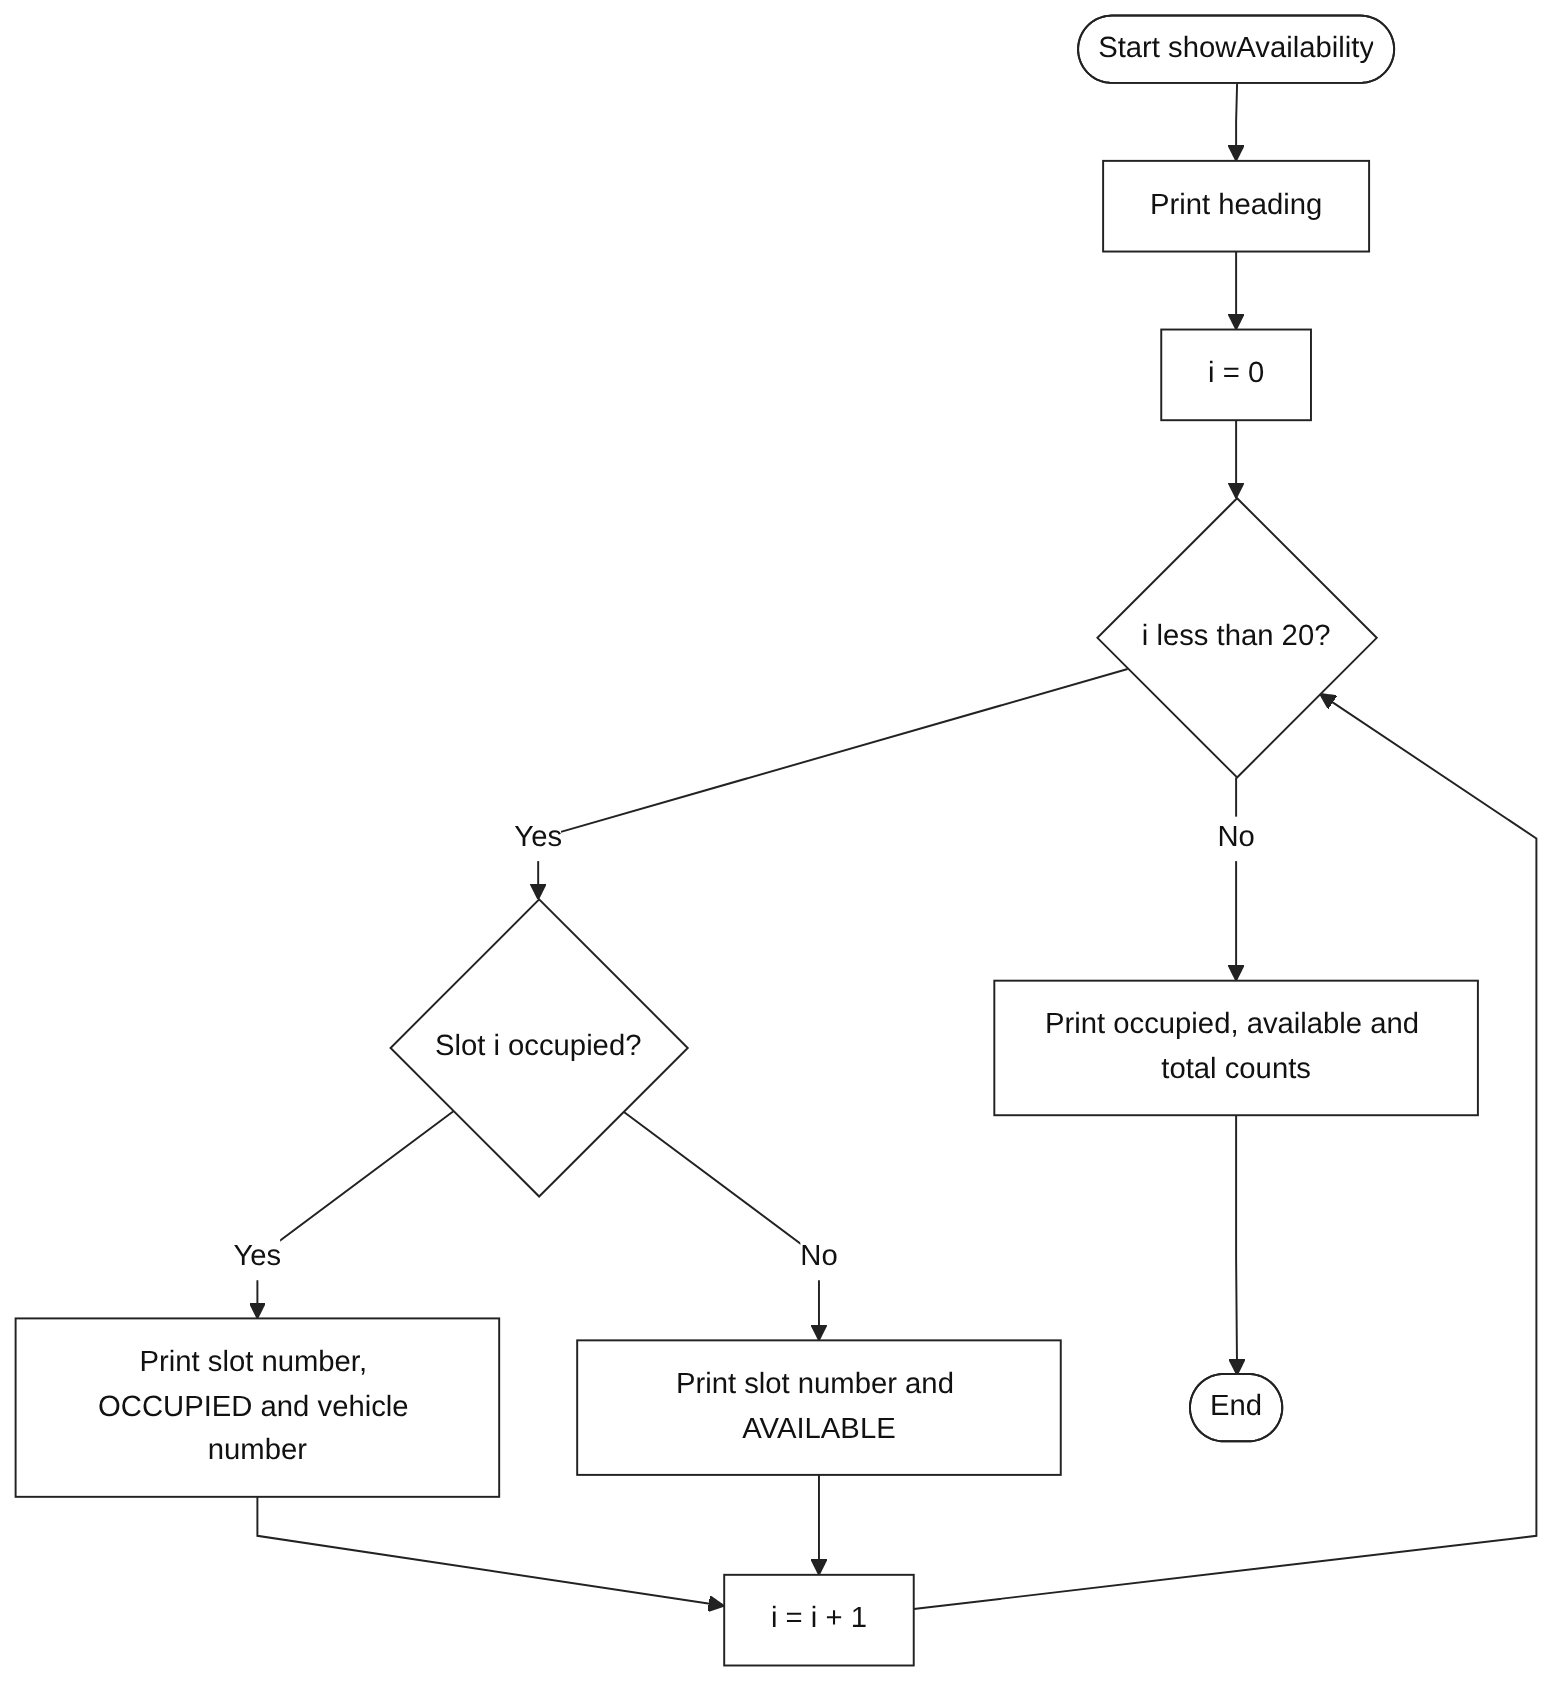 Start showAvailability
Print heading
i = 0
i less than 20?
Yes
No
Slot i occupied?
Print occupied, available and
total counts
Yes
No
Print slot number,
OCCUPIED and vehicle
number
Print slot number and
AVAILABLE
End
i = i + 1